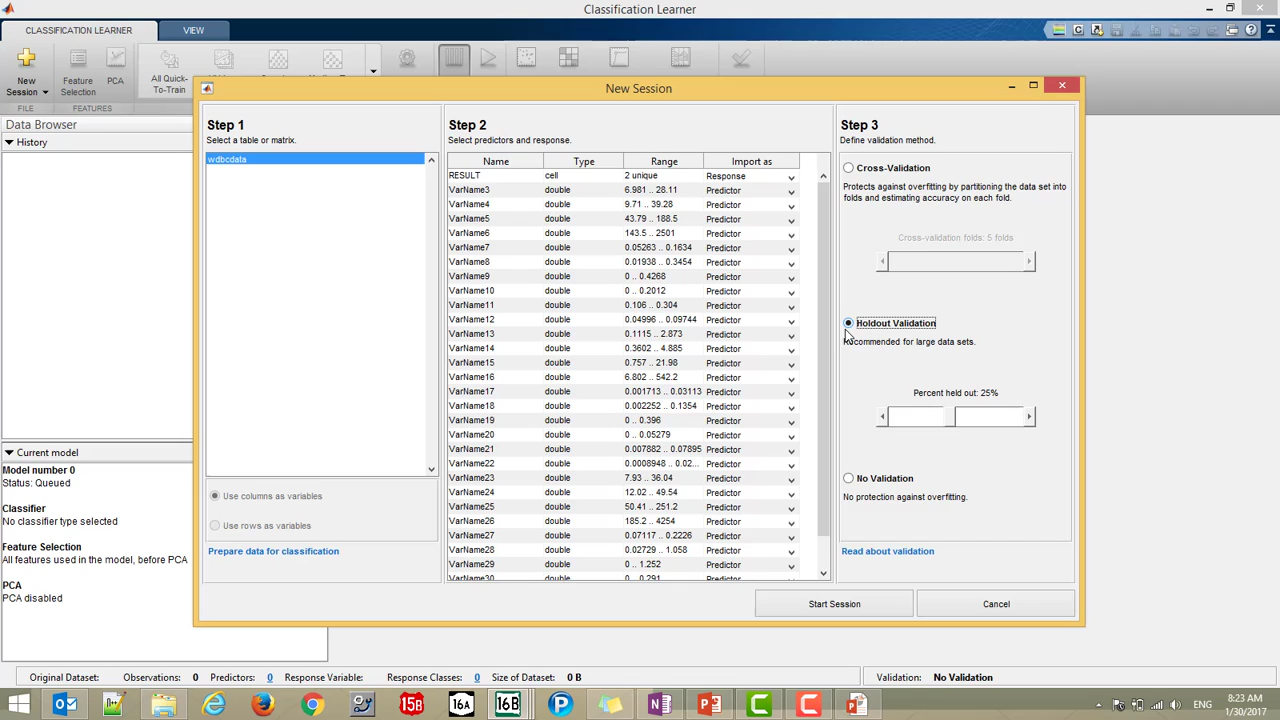 Classification Learner
CLASSIFICATION LEARNER
VIEW
New
Session
Feature
Selection
PCA
All Quick-
To-Train
FILE
FEATURES
Data Browser
History
Current model
Model number 0
Status: Queued
Classifier
No classifier type selected
Feature Selection
All features used in the model, before PCA
PCA
PCA disabled
New Session
Step 1
Select a table or matrix.
wdbcdata
Use columns as variables
Use rows as variables
Prepare data for classification
Step 2
Select predictors and response.
Name Type Range Import as
RESULT cell 2 unique Response
VarName3 double 6.981 .. 28.11 Predictor
VarName4 double 9.71 .. 39.28 Predictor
VarName5 double 43.79 .. 188.5 Predictor
VarName6 double 143.5 .. 2501 Predictor
VarName7 double 0.05263 .. 0.1634 Predictor
VarName8 double 0.01938 .. 0.3454 Predictor
VarName9 double 0 .. 0.4268 Predictor
VarName10 double 0 .. 0.2012 Predictor
VarName11 double 0.106 .. 0.304 Predictor
VarName12 double 0.04996 .. 0.09744 Predictor
VarName13 double 0.1115 .. 2.873 Predictor
VarName14 double 0.3602 .. 4.885 Predictor
VarName15 double 0.757 .. 21.98 Predictor
VarName16 double 6.802 .. 542.2 Predictor
VarName17 double 0.001713 .. 0.03113 Predictor
VarName18 double 0.002252 .. 0.1354 Predictor
VarName19 double 0 .. 0.396 Predictor
VarName20 double 0 .. 0.05279 Predictor
VarName21 double 0.007882 .. 0.07895 Predictor
VarName22 double 0.0008948 .. 0.02... Predictor
VarName23 double 7.93 .. 36.04 Predictor
VarName24 double 12.02 .. 49.54 Predictor
VarName25 double 50.41 .. 251.2 Predictor
VarName26 double 185.2 .. 4254 Predictor
VarName27 double 0.07117 .. 0.2226 Predictor
VarName28 double 0.02729 .. 1.058 Predictor
VarName29 double 0 .. 1.252 Predictor
VarName30 double 0 .. 0.291 Predictor
Step 3
Define validation method.
Cross-Validation
Protects against overfitting by partitioning the data set into
folds and estimating accuracy on each fold.
Cross-validation folds: 5 folds
Holdout Validation
Recommended for large data sets.
Percent held out: 25%
No Validation
No protection against overfitting.
Read about validation
Start Session
Cancel
Original Dataset: Observations: 0 Predictors: 0 Response Variable: Response Classes: 0 Size of Dataset: 0 B
Validation: No Validation
15B
16A
16B
ENG
8:23 AM
1/30/2017